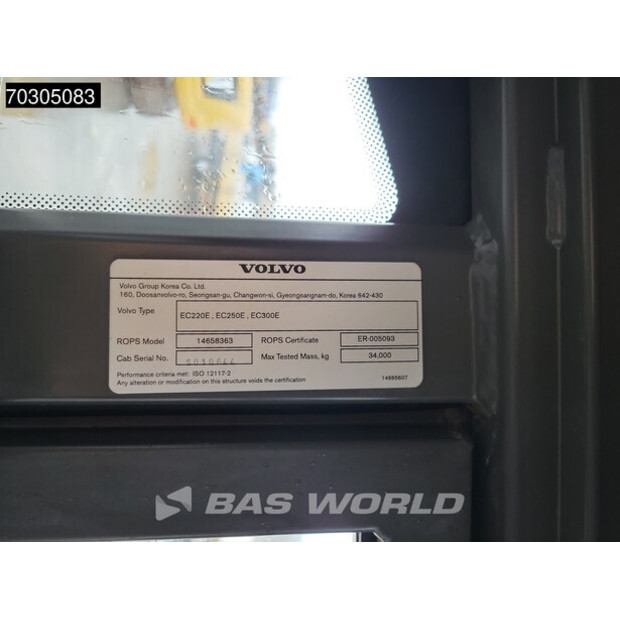 70305083
VOLVO
Volvo Group Korea Co. Ltd.
160, Doosanvolvo-ro, Seongsan-gu, Changwon-si, Gyeongsangnam-do, Korea 642-430
Volvo Type EC220E , EC250E , EC300E
ROPS Model 14658363 ROPS Certificate ER-005093
Cab Serial No. Max Tested Mass, kg 34,000
Performance criteria met: ISO 12117-2
Any alteration or modification on this structure voids the certification
BAS WORLD